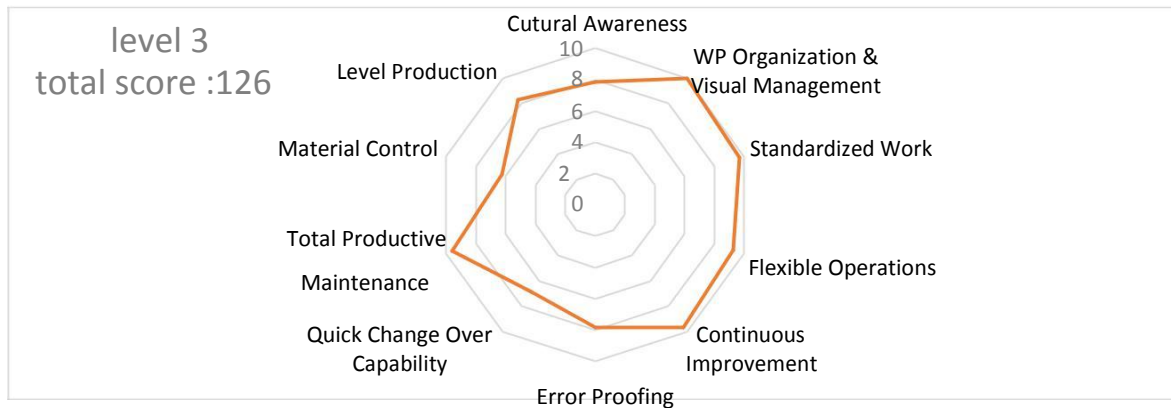 level 3
total score :126
Cutural Awareness
WP Organization &
Visual Management
Standardized Work
Flexible Operations
Continuous
Improvement
Error Proofing
Quick Change Over
Capability
Total Productive
Maintenance
Material Control
Level Production
10
8
6
4
2
0